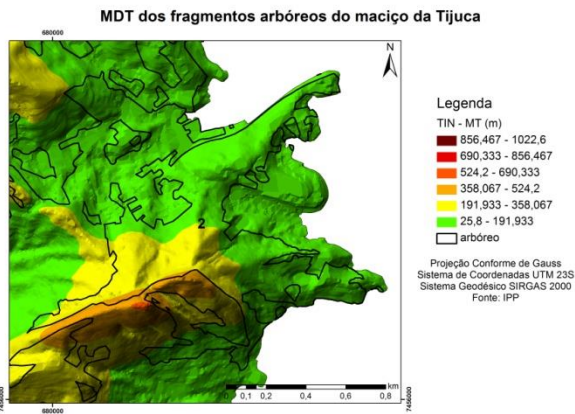 MDT dos fragmentos arbóreos do maciço da Tijuca
680000
N
2
km
0 0,1 0,2 0,4 0,6 0,8
680000
7456000
7456000
Legenda
TIN - MT (m)
856,467 - 1022,6
690,333 - 856,467
524,2 - 690,333
358,067 - 524,2
191,933 - 358,067
25,8 - 191,933
arbóreo
Projeção Conforme de Gauss
Sistema de Coordenadas UTM 23S
Sistema Geodésico SIRGAS 2000
Fonte: IPP